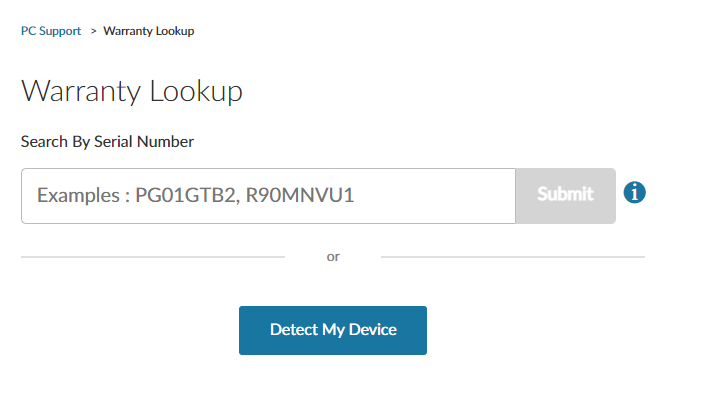 PC Support > Warranty Lookup
Warranty Lookup
Search By Serial Number
Examples : PG01GTB2, R90MNVU1
Submit
i
or
Detect My Device